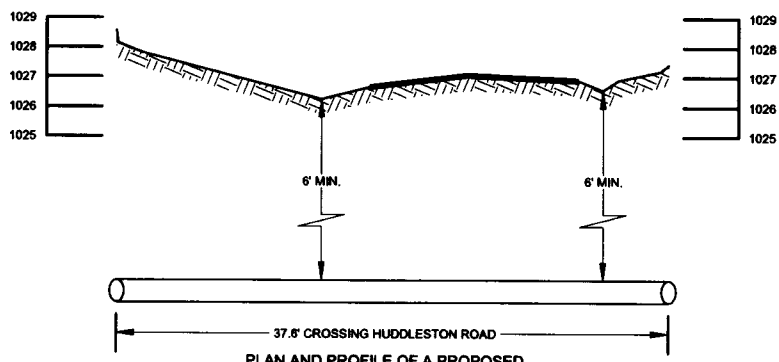 1029
1028
1027
1026
1025
1029
1028
1027
1026
1025
6' MIN.
6' MIN.
37.6' CROSSING HUDDLESTON ROAD
PLAN AND PROFILE OF A PROPOSED